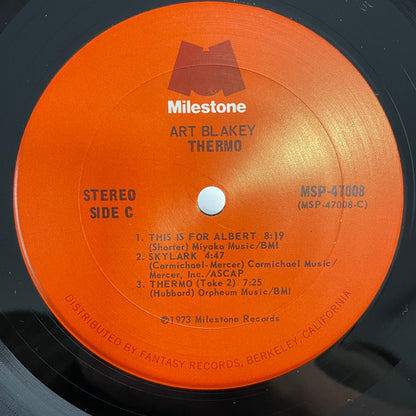 Milestone
ART BLAKEY
THERMO
STEREO
SIDE C
MSP-47008
(MSP-47008-C)
1. THIS IS FOR ALBERT 8:19
(Shorter) Miyako Music/BMI
2. SKYLARK 4:47
(Carmichael-Mercer) Carmichael Music/
Mercer, Inc./ASCAP
3. THERMO (Take 2) 7:25
(Hubbard) Orpheum Music/BMI
©1973 Milestone Records
DISTRIBUTED BY FANTASY RECORDS, BERKELEY, CALIFORNIA